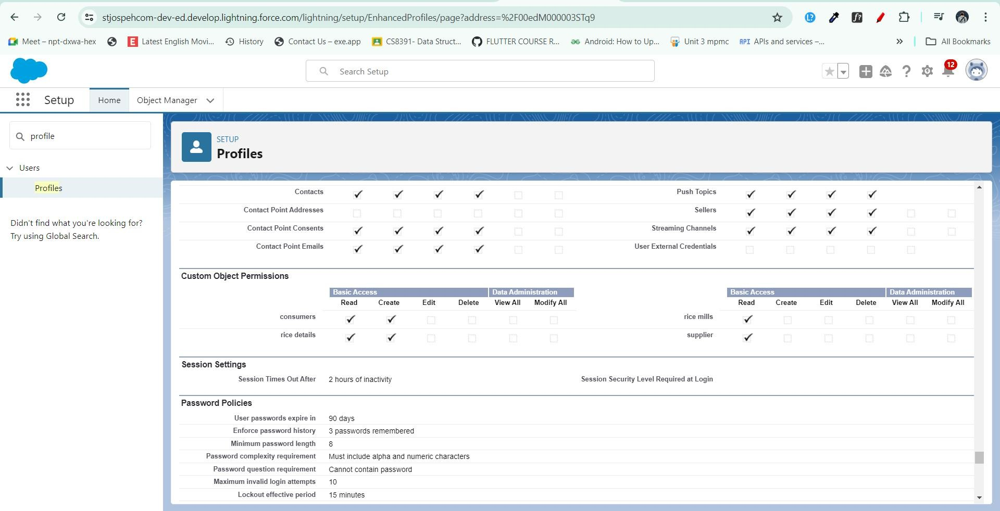 stjospehcom-dev-ed.develop.lightning.force.com/lightning/setup/EnhancedProfiles/page?address=%2F00edM000003STq9
Meet – npt-dxwa-hex
Latest English Movi...
History
Contact Us – exe.app
CS8391- Data Struct...
FLUTTER COURSE R...
Android: How to Up...
Unit 3 mpmc
API APIs and services –...
All Bookmarks
Search Setup
12
Setup
Home
Object Manager
profile
Users
Profiles
Didn't find what you're looking for?
Try using Global Search.
SETUP
Profiles
Contacts
Push Topics
Contact Point Addresses
Sellers
Contact Point Consents
Streaming Channels
Contact Point Emails
User External Credentials
Custom Object Permissions
Basic Access Data Administration Basic Access Data Administration
Read Create Edit Delete View All Modify All Read Create Edit Delete View All Modify All
consumers
rice mills
rice details
supplier
Session Settings
Session Times Out After 2 hours of inactivity
Session Security Level Required at Login
Password Policies
User passwords expire in 90 days
Enforce password history 3 passwords remembered
Minimum password length 8
Password complexity requirement Must include alpha and numeric characters
Password question requirement Cannot contain password
Maximum invalid login attempts 10
Lockout effective period 15 minutes